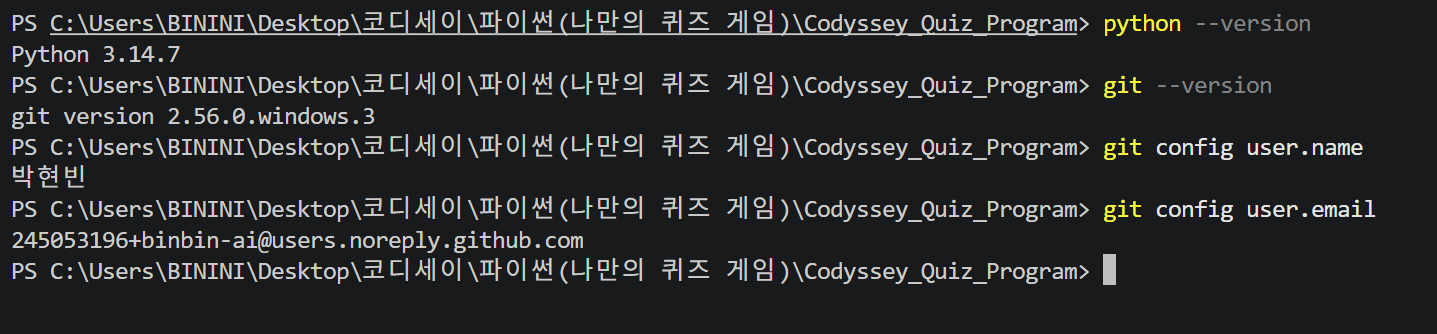 PS C:\Users\BININI\Desktop\코디세이\파이썬(나만의 퀴즈 게임)\Codyssey_Quiz_Program> python --version
Python 3.14.7
PS C:\Users\BININI\Desktop\코디세이\파이썬(나만의 퀴즈 게임)\Codyssey_Quiz_Program> git --version
git version 2.56.0.windows.3
PS C:\Users\BININI\Desktop\코디세이\파이썬(나만의 퀴즈 게임)\Codyssey_Quiz_Program> git config user.name
박현빈
PS C:\Users\BININI\Desktop\코디세이\파이썬(나만의 퀴즈 게임)\Codyssey_Quiz_Program> git config user.email
245053196+binbin-ai@users.noreply.github.com
PS C:\Users\BININI\Desktop\코디세이\파이썬(나만의 퀴즈 게임)\Codyssey_Quiz_Program>